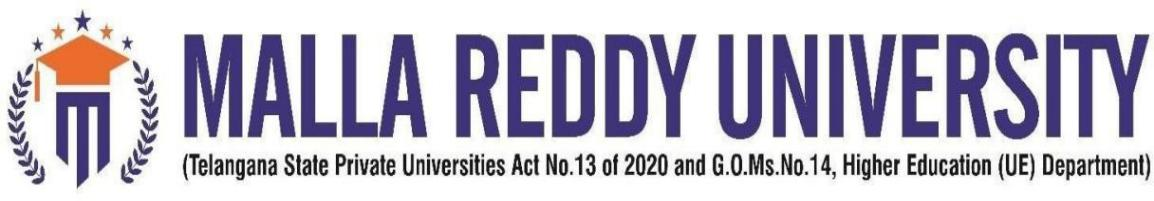 MALLA REDDY UNIVERSITY
(Telangana State Private Universities Act No.13 of 2020 and G.O.Ms.No.14, Higher Education (UE) Department)